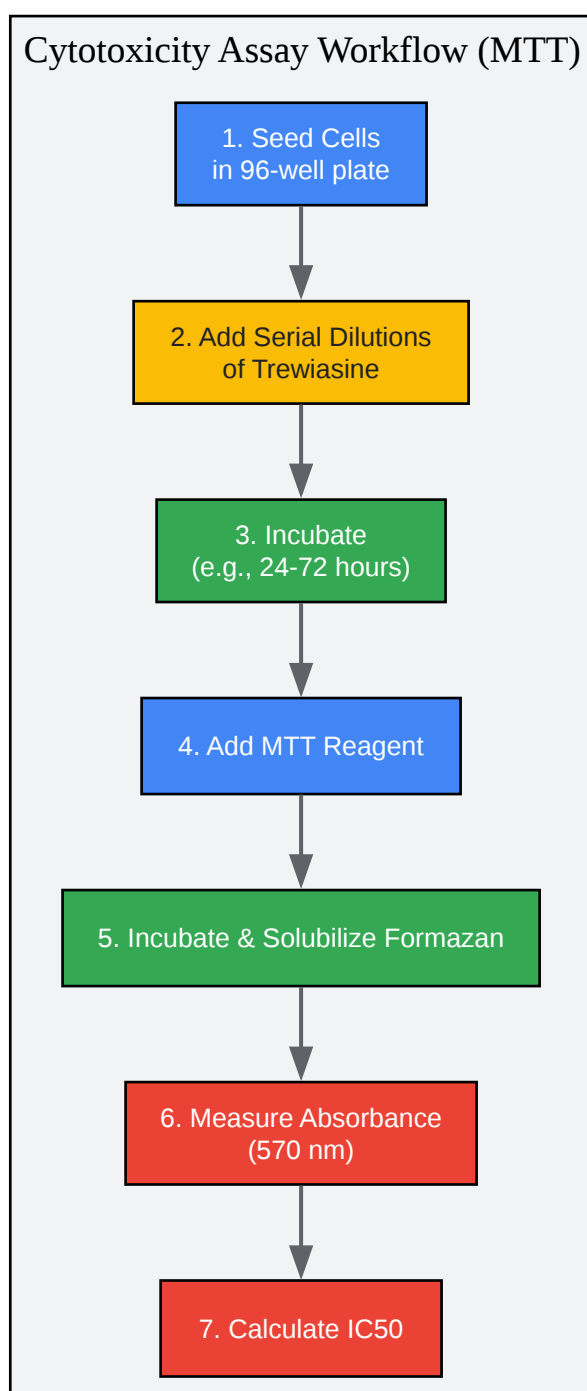 Cytotoxicity Assay Workflow (MTT)
1. Seed Cells
in 96-well plate
2. Add Serial Dilutions
of Trewiasine
3. Incubate
(e.g., 24-72 hours)
4. Add MTT Reagent
5. Incubate & Solubilize Formazan
6. Measure Absorbance
(570 nm)
7. Calculate IC50